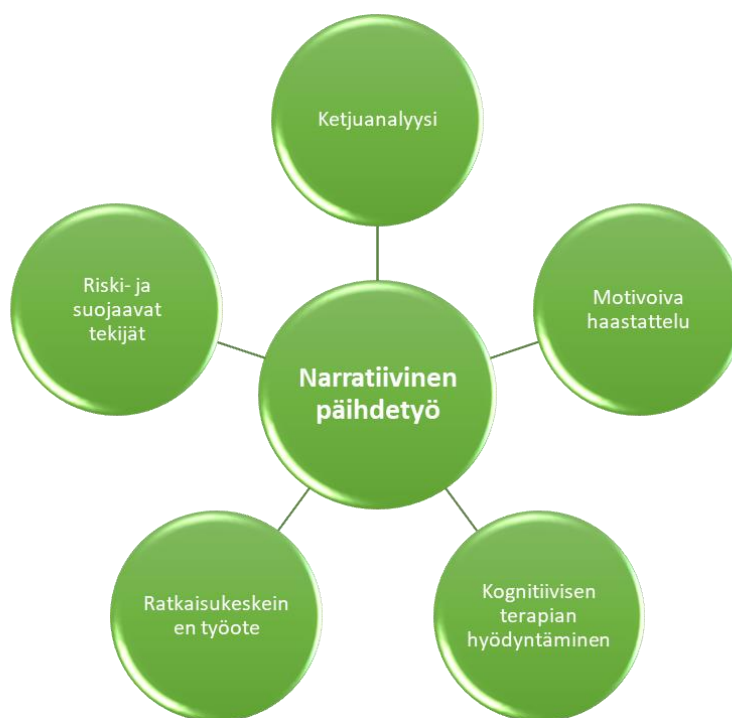 Ketjuanalyysi
Riski- ja
suojaavat
tekijät
Motivoiva
haastattelu
Narratiivinen
päihdetyö
Ratkaisukeskein
en työote
Kognitiivisen
terapian
hyödyntäminen